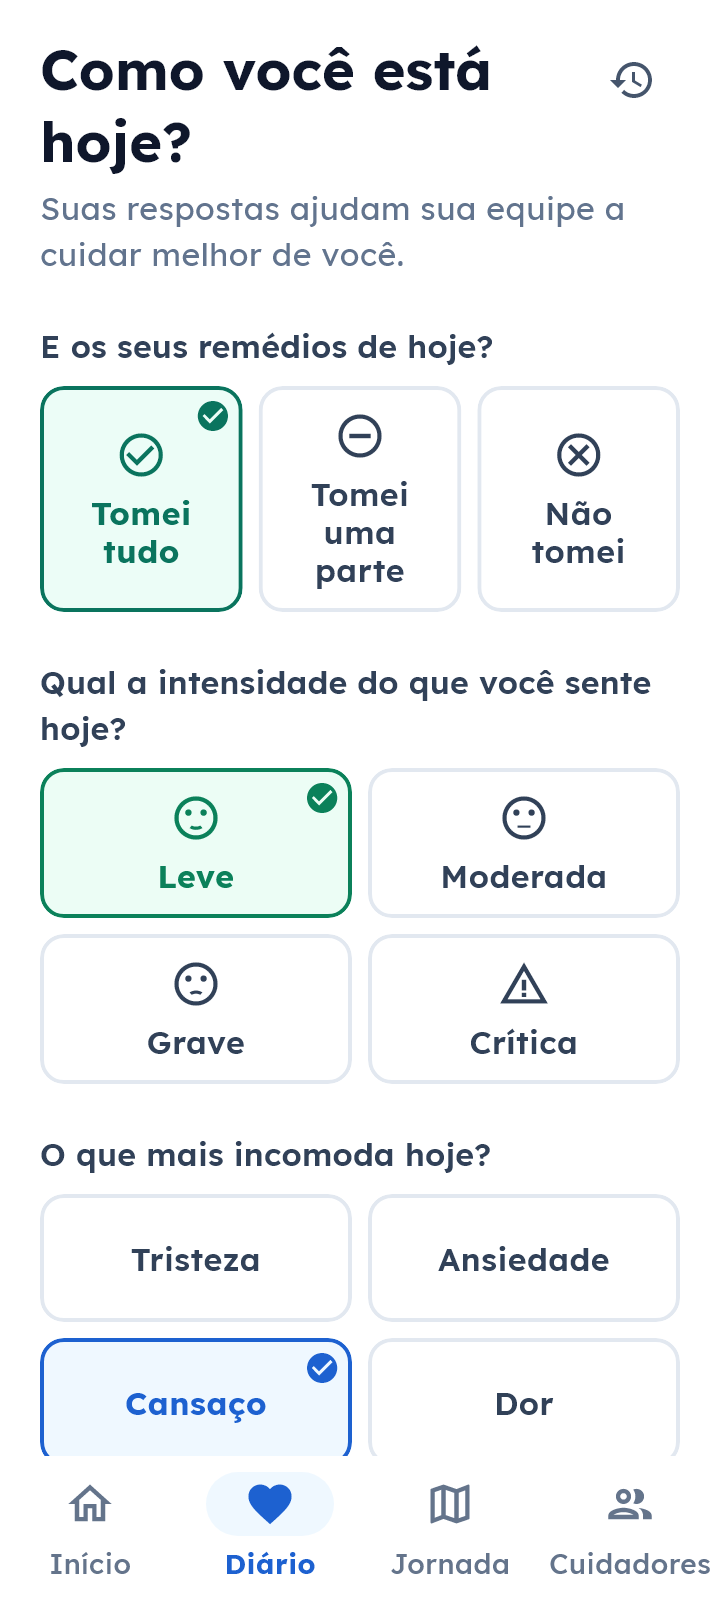 Como você está
hoje?
Suas respostas ajudam sua equipe a
cuidar melhor de você.
E os seus remédios de hoje?
Tomei
tudo
Tomei
uma
parte
Não
tomei
Qual a intensidade do que você sente
hoje?
Leve
Moderada
Grave
Crítica
O que mais incomoda hoje?
Tristeza
Ansiedade
Cansaço
Dor
Início
Diário
Jornada
Cuidadores